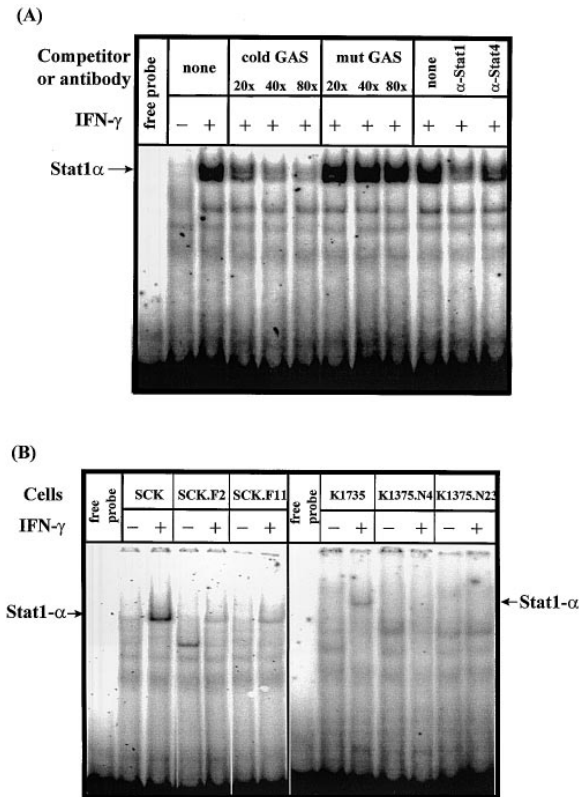 (A)
Competitor or antibody
free probe
none
cold GAS
mut GAS
none
α-Stat1
α-Stat4
20x 40x 80x 20x 40x 80x
IFN-γ
− + + + + + + + + + +
Stat1α
(B)
Cells
free probe
SCK SCK.F2 SCK.F11
free probe
K1735 K1375.N4 K1375.N23
IFN-γ
− + − + − + − + − + − +
Stat1-α
Stat1-α